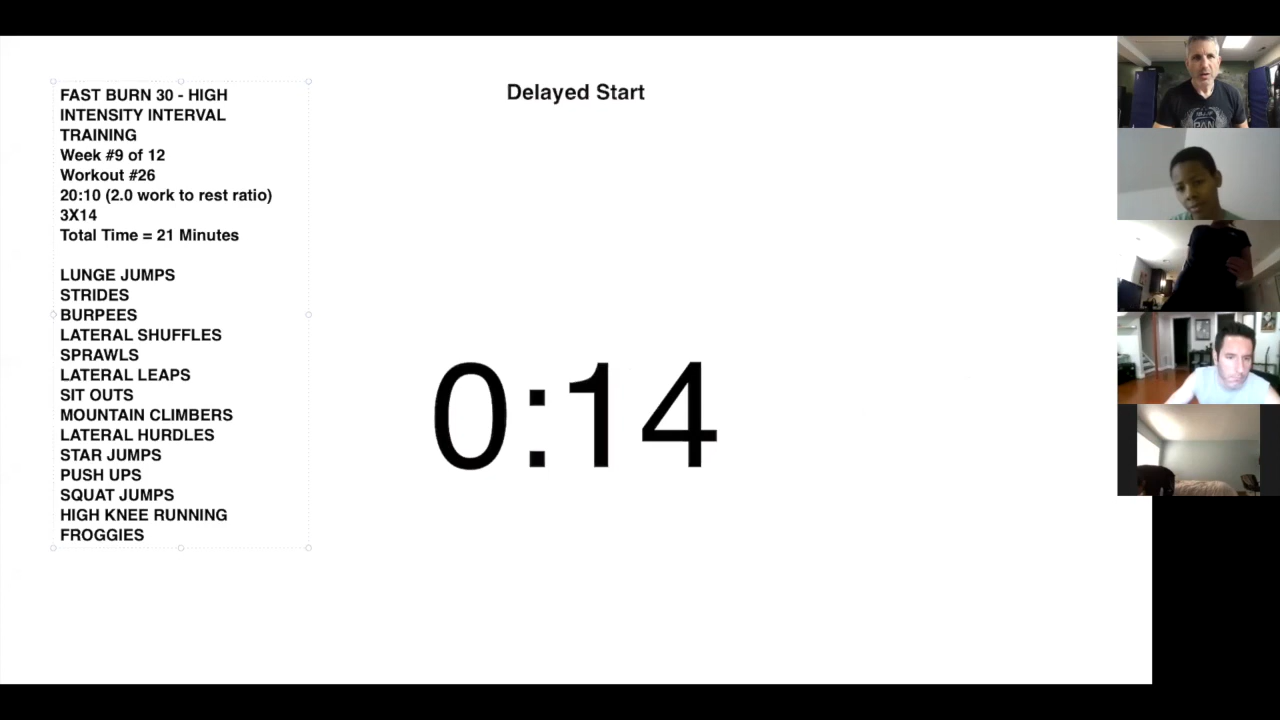 FAST BURN 30 - HIGH
INTENSITY INTERVAL
TRAINING
Week #9 of 12
Workout #26
20:10 (2.0 work to rest ratio)
3X14
Total Time = 21 Minutes
LUNGE JUMPS
STRIDES
BURPEES
LATERAL SHUFFLES
SPRAWLS
LATERAL LEAPS
SIT OUTS
MOUNTAIN CLIMBERS
LATERAL HURDLES
STAR JUMPS
PUSH UPS
SQUAT JUMPS
HIGH KNEE RUNNING
FROGGIES
Delayed Start
0:14